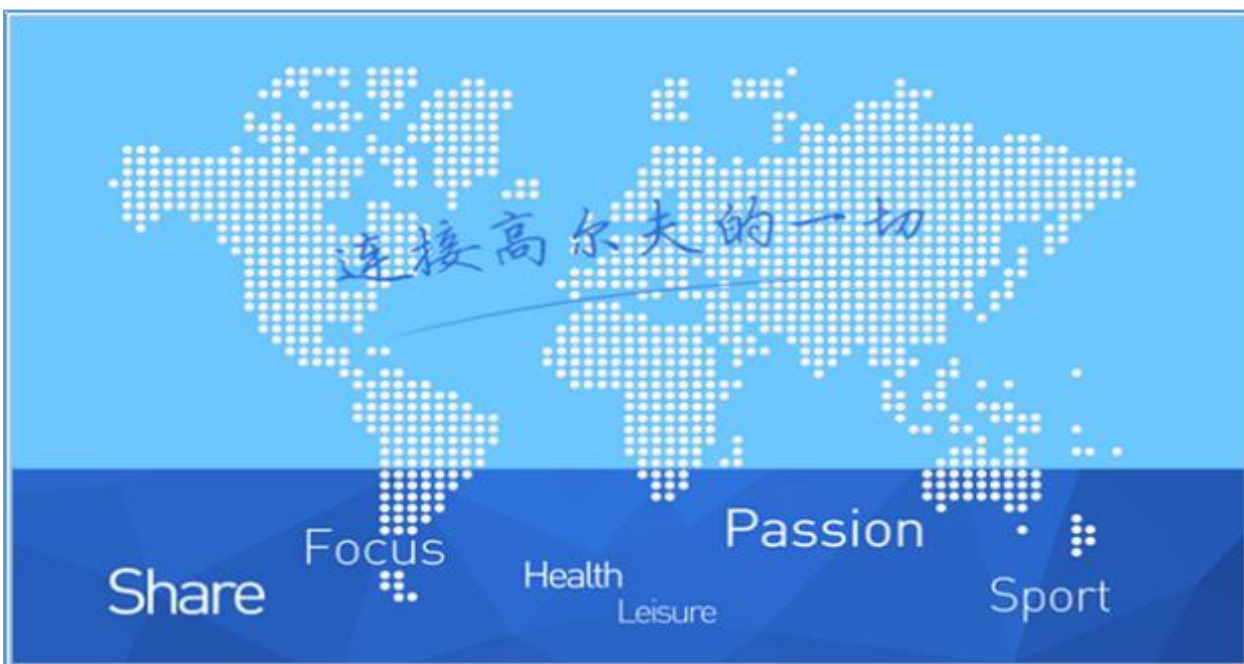 连接高尔夫的一切
Passion
Focus
Health
Share
Leisure
Sport